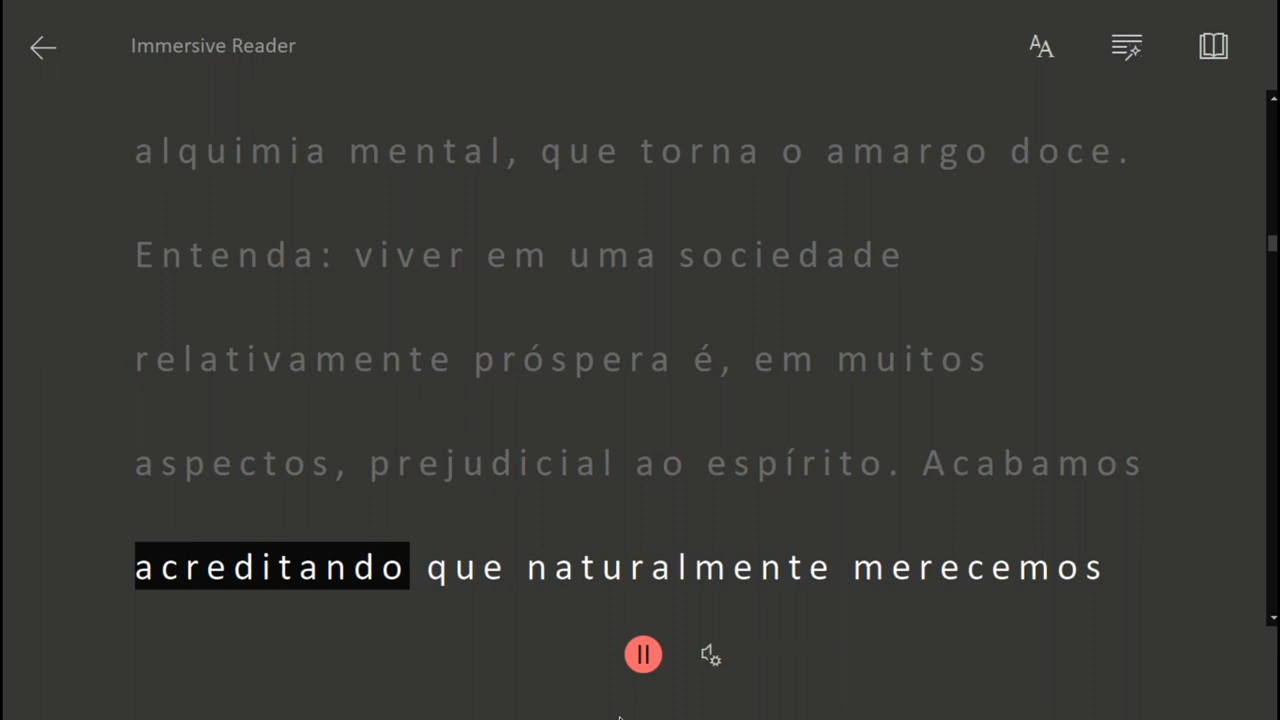 Immersive Reader
alquimia mental, que torna o amargo doce.
Entenda: viver em uma sociedade
relativamente próspera é, em muitos
aspectos, prejudicial ao espírito. Acabamos
acreditando que naturalmente merecemos